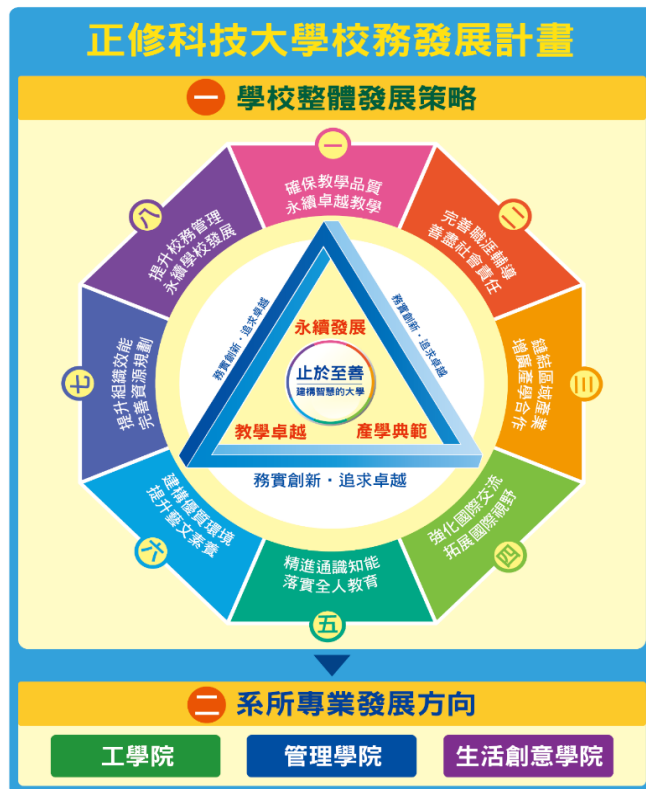 正修科技大學校務發展計畫
一 學校整體發展策略
一
確保教學品質
永續卓越教學
二
完善職涯輔導
善盡社會責任
三
鏈結區域產業
增廣產學合作
四
強化國際交流
拓展國際視野
五
精進通識知能
落實全人教育
六
建構優質環境
提升藝文素養
七
提升組織效能
完善資源規劃
八
提升校務管理
永續學校發展
務實創新・追求卓越
務實創新・追求卓越
永續發展
止於至善
建構智慧的大學
教學卓越
產學典範
務實創新・追求卓越
二 系所專業發展方向
工學院
管理學院
生活創意學院